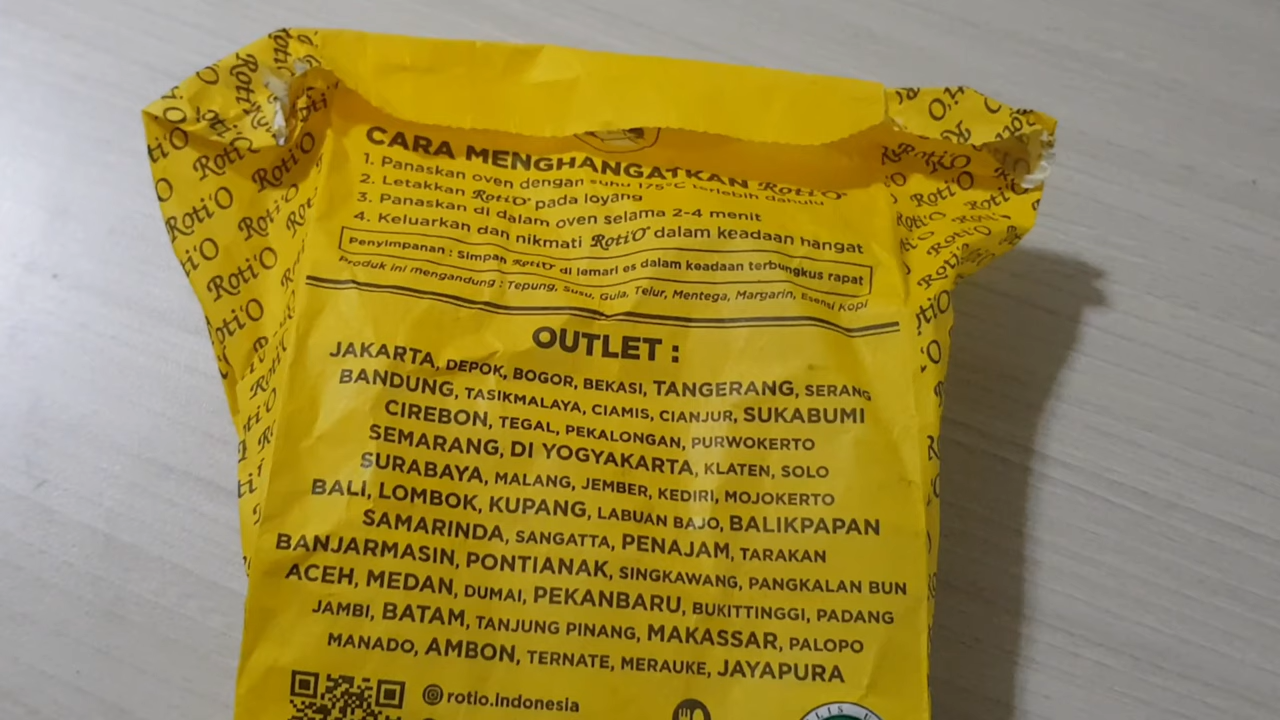 CARA MENGHANGATKAN Roti'O
1. Panaskan oven dengan suhu 175°C terlebih dahulu
2. Letakkan Roti'O pada loyang
3. Panaskan di dalam oven selama 2-4 menit
4. Keluarkan dan nikmati Roti'O dalam keadaan hangat
Penyimpanan : Simpan Roti'O di lemari es dalam keadaan terbungkus rapat
Produk ini mengandung : Tepung, Susu, Gula, Telur, Mentega, Margarin, Esensi Kopi
OUTLET :
JAKARTA, DEPOK, BOGOR, BEKASI, TANGERANG, SERANG
BANDUNG, TASIKMALAYA, CIAMIS, CIANJUR, SUKABUMI
CIREBON, TEGAL, PEKALONGAN, PURWOKERTO
SEMARANG, DI YOGYAKARTA, KLATEN, SOLO
SURABAYA, MALANG, JEMBER, KEDIRI, MOJOKERTO
BALI, LOMBOK, KUPANG, LABUAN BAJO, BALIKPAPAN
SAMARINDA, SANGATTA, PENAJAM, TARAKAN
BANJARMASIN, PONTIANAK, SINGKAWANG, PANGKALAN BUN
ACEH, MEDAN, DUMAI, PEKANBARU, BUKITTINGGI, PADANG
JAMBI, BATAM, TANJUNG PINANG, MAKASSAR, PALOPO
MANADO, AMBON, TERNATE, MERAUKE, JAYAPURA
rotio.indonesia